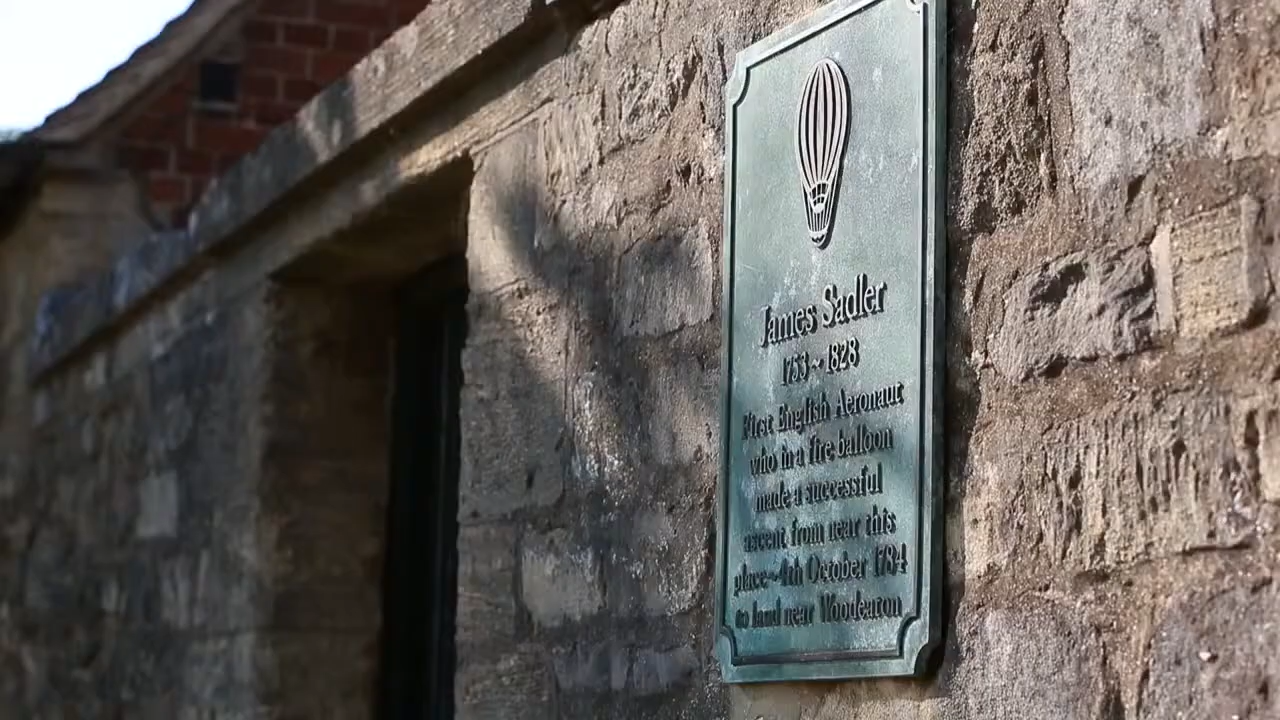 James Sadler
1753~1828
First English Aeronaut
who in a fire balloon
made a successful
ascent from near this
place~4th October 1784
to land near Woodeaton